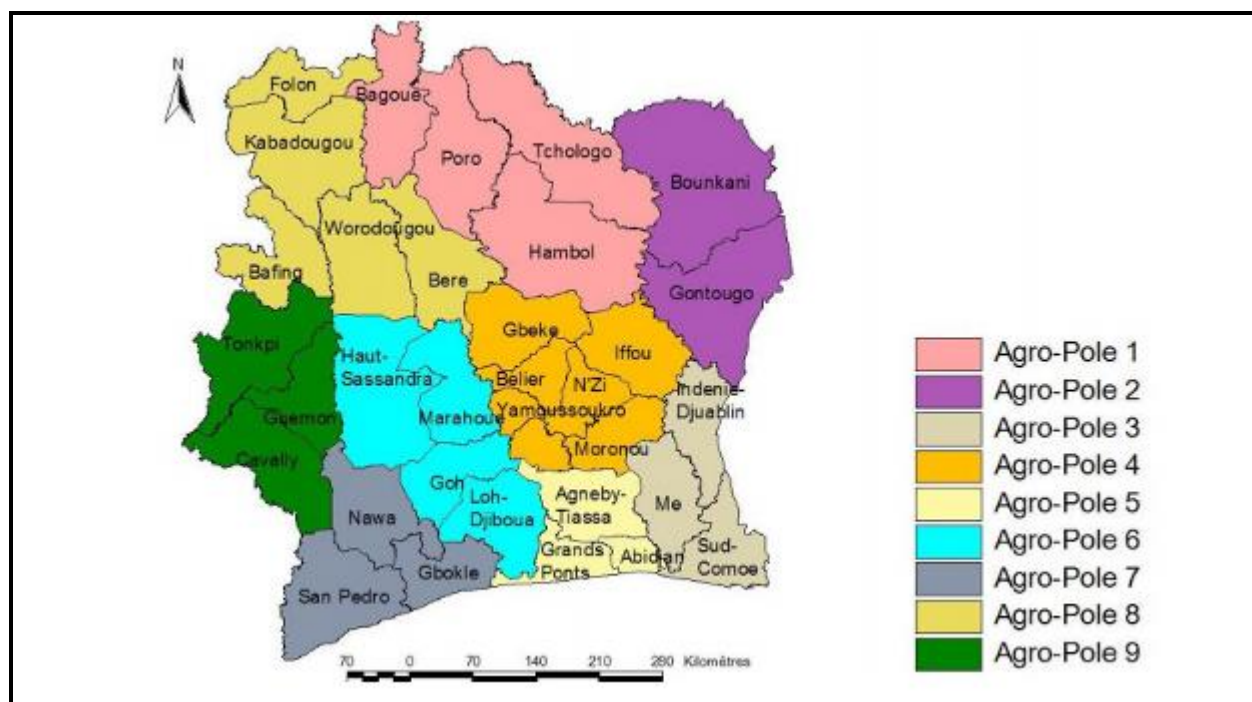 N
Folon
Bagoue
Kabadougou
Poro
Tchologo
Bounkani
Worodougou
Hambol
Bafing
Bere
Gontougo
Gbeke
Tonkpi
Haut-
Sassandra
Iffou
Belier
N'Zi
Indenie-
Djuablin
Marahoue
Yamoussoukro
Guemon
Moronou
Cavally
Goh
Loh-
Djiboua
Agneby-
Tiassa
Me
Nawa
Grands
Ponts
Abidjan
Sud-
Comoe
Gbokle
San Pedro
70 0 70 140 210 280 Kilomètres
Agro-Pole 1
Agro-Pole 2
Agro-Pole 3
Agro-Pole 4
Agro-Pole 5
Agro-Pole 6
Agro-Pole 7
Agro-Pole 8
Agro-Pole 9